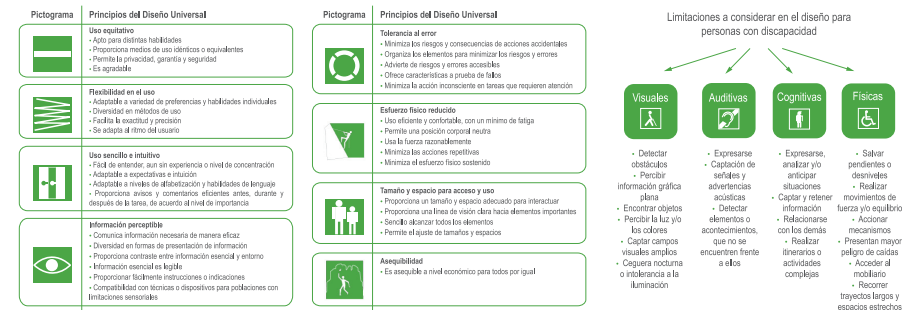 Pictograma Principios del Diseño Universal
Uso equitativo
• Apto para distintas habilidades
• Proporciona medios de uso idénticos o equivalentes
• Permite la privacidad, garantía y seguridad
• Es agradable
Flexibilidad en el uso
• Adaptable a variedad de preferencias y habilidades individuales
• Diversidad en métodos de uso
• Facilita la exactitud y precisión
• Se adapta al ritmo del usuario
Uso sencillo e intuitivo
• Fácil de entender, aun sin experiencia o nivel de concentración
• Adaptable a expectativas e intuición
• Adaptable a niveles de alfabetización y habilidades de lenguaje
• Proporciona avisos y comentarios eficientes antes, durante y
después de la tarea, de acuerdo al nivel de importancia
Información perceptible
• Comunica información necesaria de manera eficaz
• Diversidad en formas de presentación de información
• Proporciona contraste entre información esencial y entorno
• Información esencial es legible
• Proporcionar fácilmente instrucciones o indicaciones
• Compatibilidad con técnicas o dispositivos para poblaciones con
limitaciones sensoriales
Pictograma Principios del Diseño Universal
Tolerancia al error
• Minimiza los riesgos y consecuencias de acciones accidentales
• Organiza los elementos para minimizar los riesgos y errores
• Advierte de riesgos y errores accesibles
• Ofrece características a prueba de fallos
• Minimiza la acción inconsciente en tareas que requieren atención
Esfuerzo físico reducido
• Uso eficiente y confortable, con un mínimo de fatiga
• Permite una posición corporal neutra
• Usa la fuerza razonablemente
• Minimiza las acciones repetitivas
• Minimiza el esfuerzo físico sostenido
Tamaño y espacio para acceso y uso
• Proporciona un tamaño y espacio adecuado para interactuar
• Proporciona una línea de visión clara hacia elementos importantes
• Sencillo alcanzar todos los elementos
• Permite el ajuste de tamaños y espacios
Asequibilidad
• Es asequible a nivel económico para todos por igual
Limitaciones a considerar en el diseño para
personas con discapacidad
Visuales
• Detectar
obstáculos
• Percibir
información gráfica
plana
• Encontrar objetos
• Percibir la luz y/o
los colores
• Captar campos
visuales amplios
• Ceguera nocturna
o intolerancia a la
iluminación
Auditivas
• Expresarse
• Captación de
señales y
advertencias
acústicas
• Detectar
elementos o
acontecimientos,
que no se
encuentren frente
a ellos
Cognitivas
• Expresarse,
analizar y/o
anticipar
situaciones
• Captar y retener
información
• Relacionarse
con los demás
• Realizar
itinerarios o
actividades
complejas
Físicas
• Salvar
pendientes o
desniveles
• Realizar
movimientos de
fuerza y/o equilibrio
• Accionar
mecanismos
• Presentan mayor
peligro de caídas
• Acceder al
mobiliario
• Recorrer
trayectos largos y
espacios estrechos